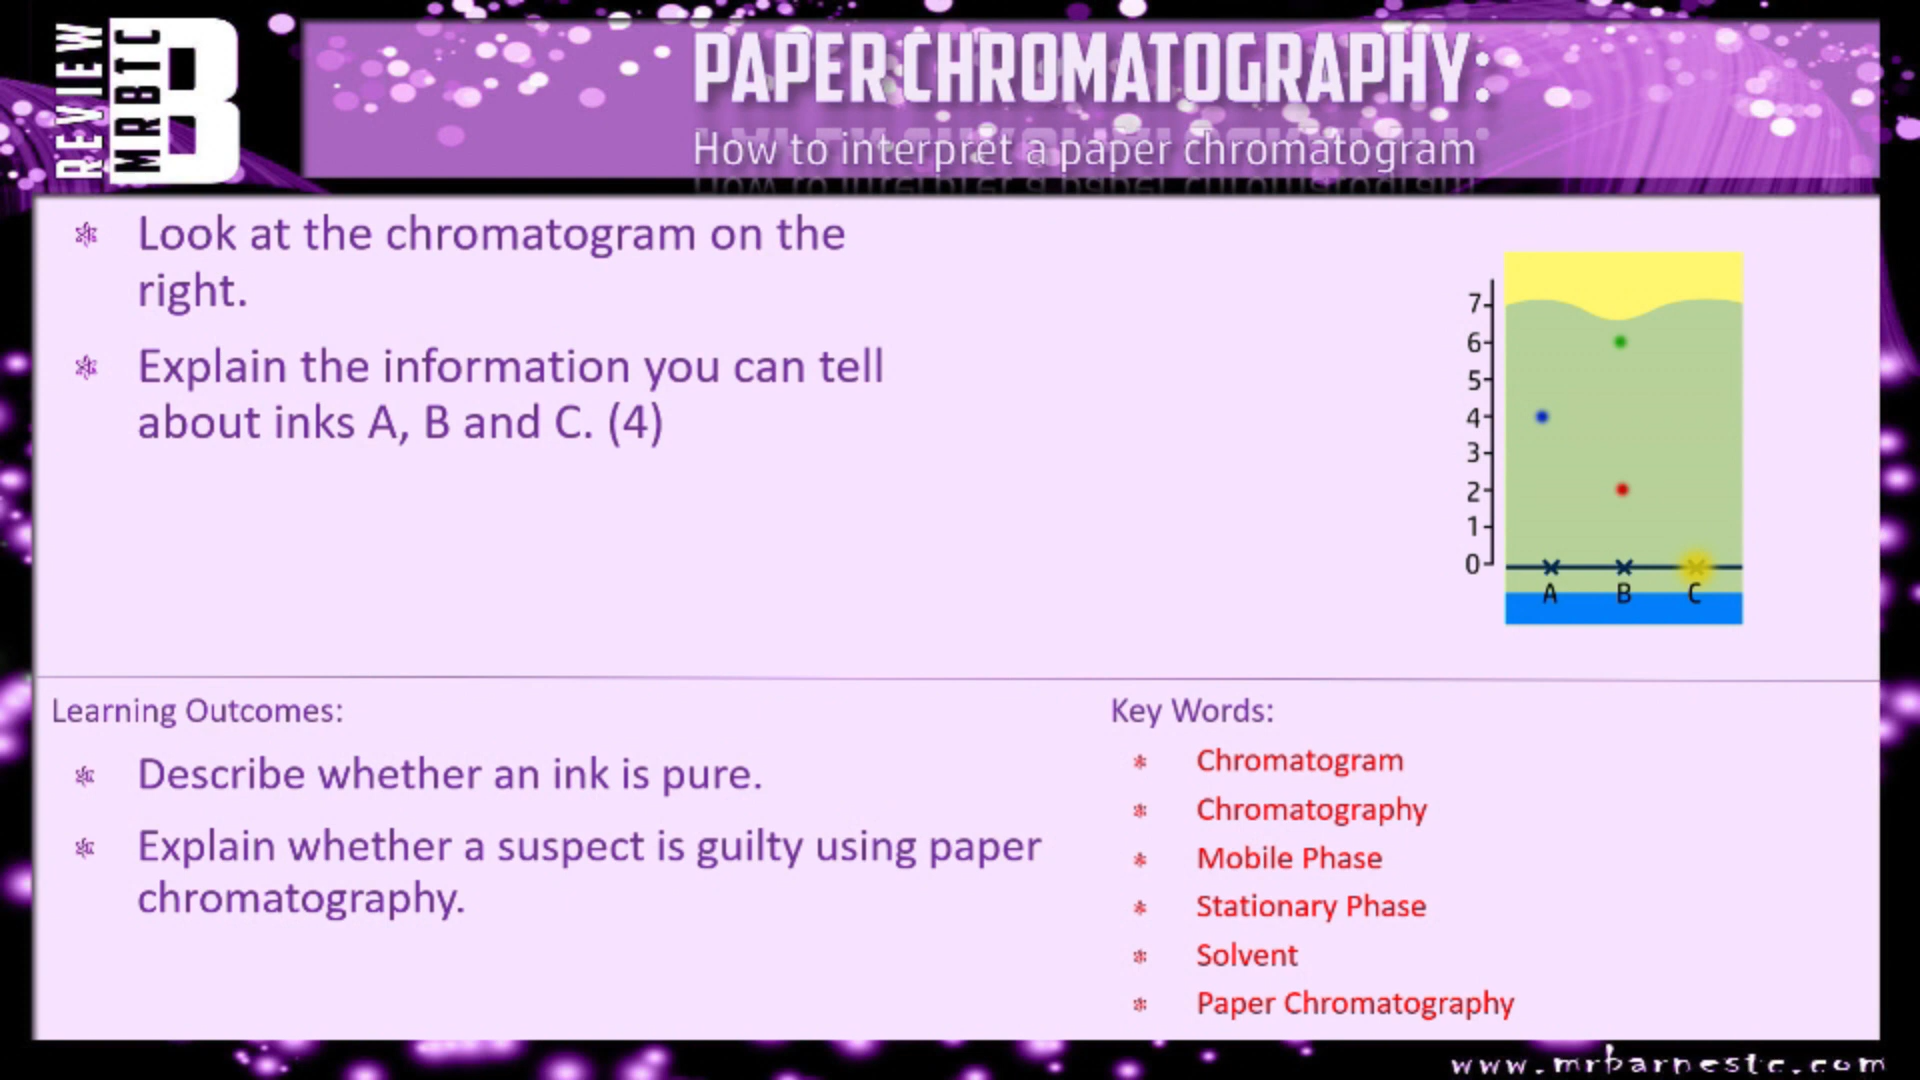 REVIEW
MRBTC
B
PAPER CHROMATOGRAPHY:
How to interpret a paper chromatogram
Look at the chromatogram on the
right.
Explain the information you can tell
about inks A, B and C. (4)
7
6
5
4
3
2
1
0
A B C
Learning Outcomes:
Describe whether an ink is pure.
Explain whether a suspect is guilty using paper
chromatography.
Key Words:
Chromatogram
Chromatography
Mobile Phase
Stationary Phase
Solvent
Paper Chromatography
www.mrbarnestc.com